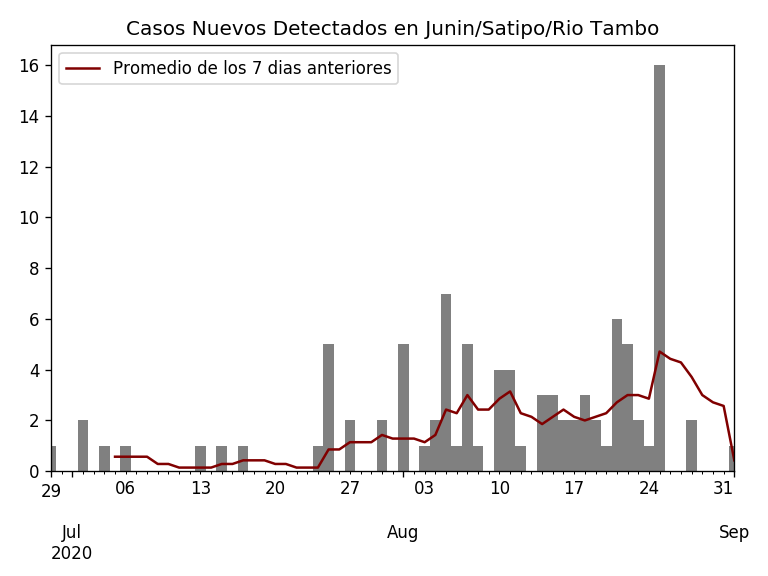 Casos Nuevos Detectados en Junin/Satipo/Rio Tambo
Promedio de los 7 dias anteriores
16
14
12
10
8
6
4
2
0
29 06 13 20 27 03 10 17 24 31
Jul Aug Sep
2020